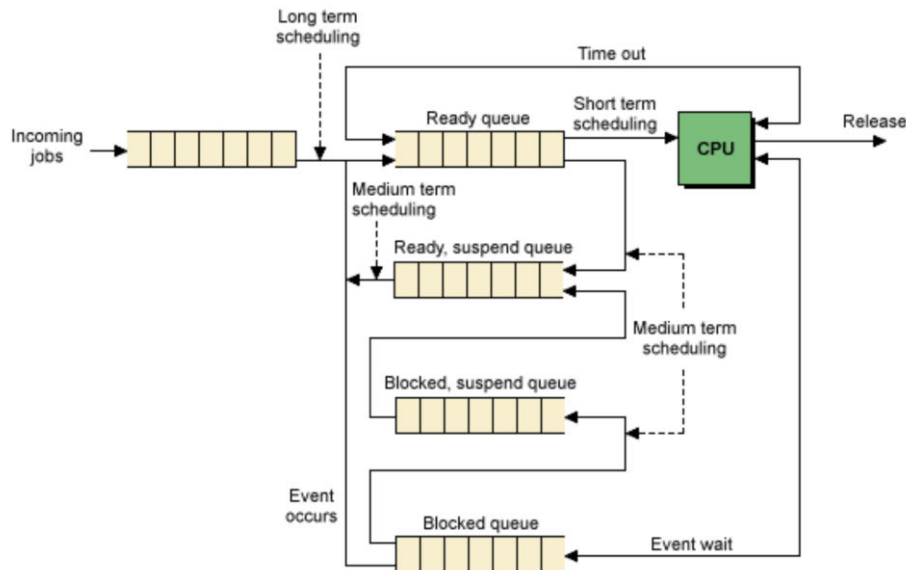 Long term
scheduling
Time out
Incoming
jobs
Ready queue
Short term
scheduling
CPU
Release
Medium term
scheduling
Ready, suspend queue
Medium term
scheduling
Blocked, suspend queue
Event
occurs
Blocked queue
Event wait